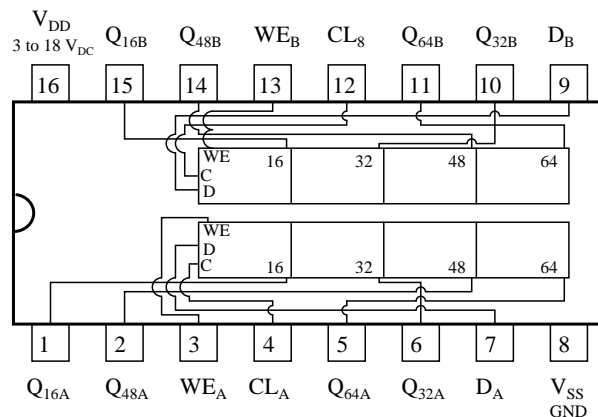 V_DD Q_16B Q_48B WE_B CL_8 Q_64B Q_32B D_B
3 to 18 V_DC
16 15 14 13 12 11 10 9
WE 16 32 48 64
C
D
WE
D
C 16 32 48 64
1 2 3 4 5 6 7 8
Q_16A Q_48A WE_A CL_A Q_64A Q_32A D_A V_SS
GND